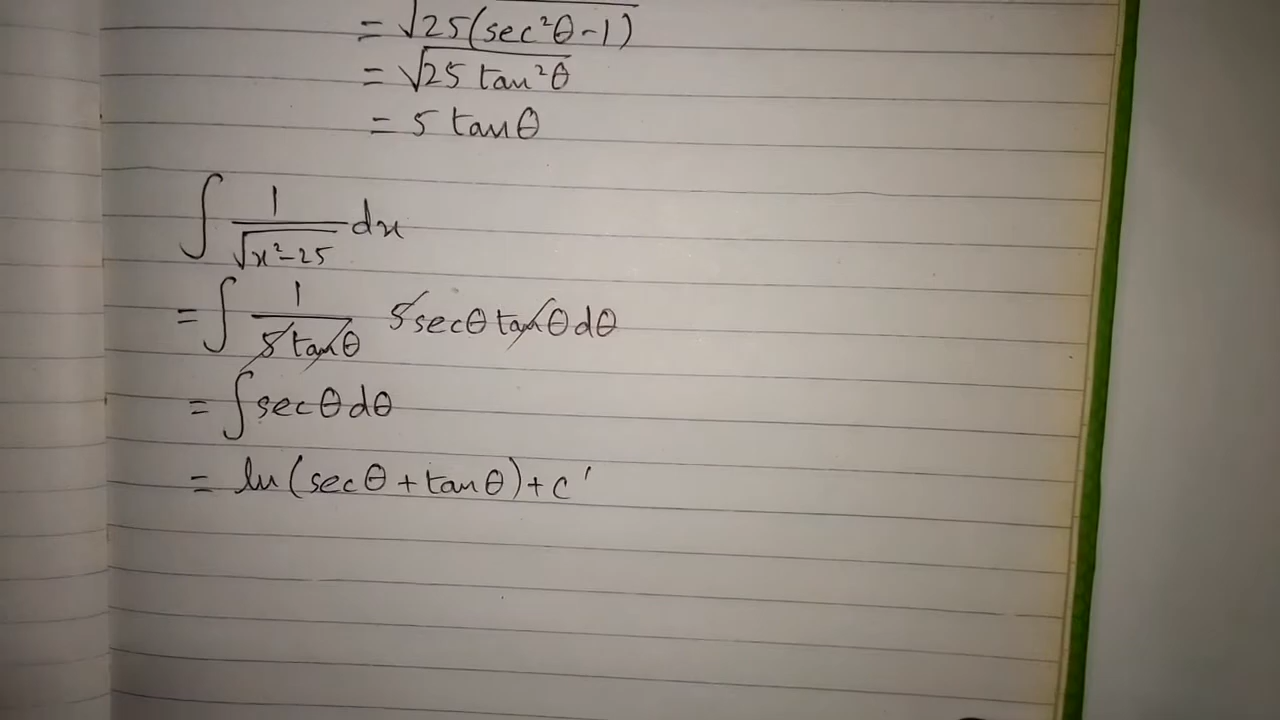 = √25(sec²θ-1)
= √25 tan²θ
= 5 tanθ
∫ 1/√x²-25 dx
= ∫ 1/5 tanθ 5 secθ tanθ dθ
= ∫ secθ dθ
= ln(secθ + tanθ) + c'